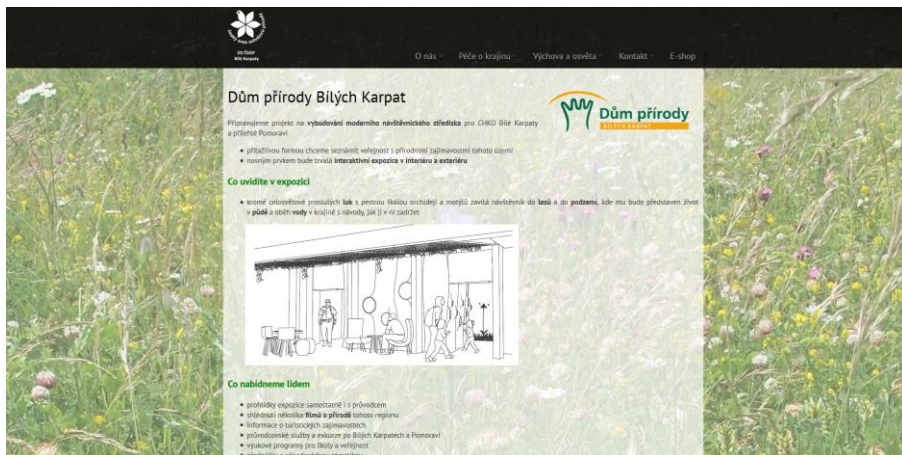 ZO ČSOP
Bílé Karpaty
O nás
Péče o krajinu
Výchova a osvěta
Kontakt
E-shop
Dům přírody Bílých Karpat
Dům přírody
BÍLÝCH KARPAT
Připravujeme projekt na vybudování moderního návštěvnického střediska pro CHKO Bílé Karpaty
a přilehlé Pomoraví
přitažlivou formou chceme seznámit veřejnost s přírodními zajímavostmi tohoto území
nosným prvkem bude trvalá interaktivní expozice v interiéru a exteriéru
Co uvidíte v expozici
kromě celosvětově proslulých luk s pestrou škálou orchidejí a motýlů zavítá návštěvník do lesů a do podzemí, kde mu bude představen život
v půdě a oběh vody v krajině s návody, jak ji v ní zadržet
Co nabídneme lidem
prohlídky expozice samostatně i s průvodcem
shlédnutí několika filmů o přírodě tohoto regionu
informace o turistických zajímavostech
průvodcovské služby a exkurze po Bílých Karpatech a Pomoraví
výukové programy pro školy a veřejnost